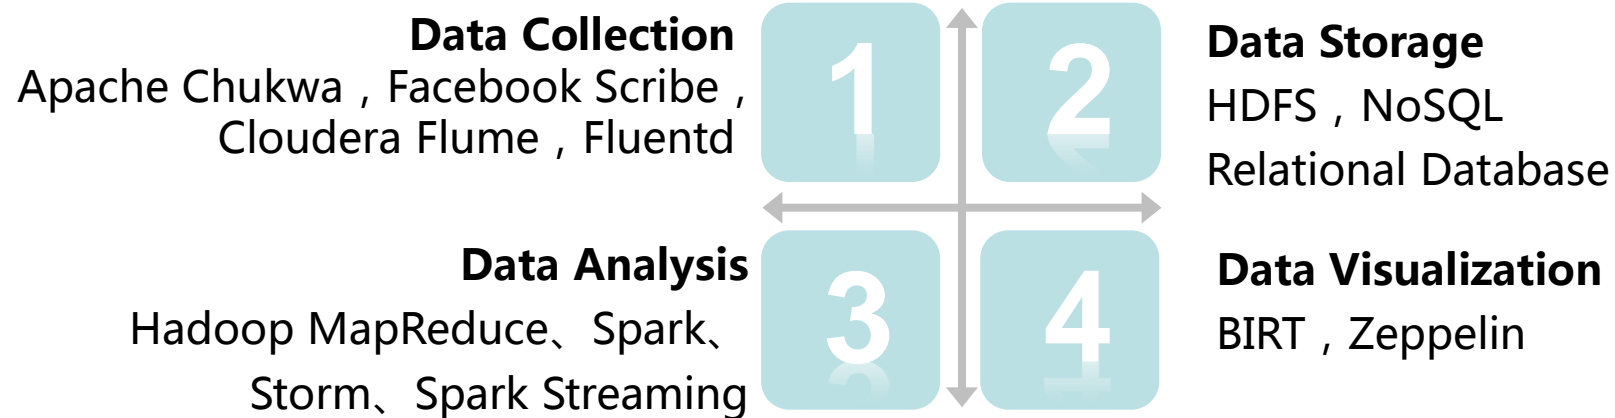 Data Collection
Apache Chukwa，Facebook Scribe，
Cloudera Flume，Fluentd
1
2
Data Storage
HDFS，NoSQL
Relational Database
Data Analysis
Hadoop MapReduce、Spark、
Storm、Spark Streaming
3
4
Data Visualization
BIRT，Zeppelin